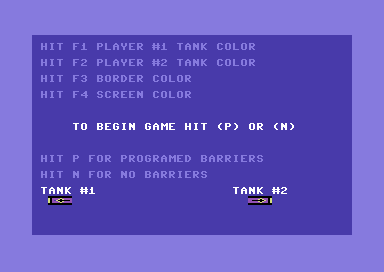 HIT F1 PLAYER #1 TANK COLOR
HIT F2 PLAYER #2 TANK COLOR
HIT F3 BORDER COLOR
HIT F4 SCREEN COLOR
TO BEGIN GAME HIT (P) OR (N)
HIT P FOR PROGRAMED BARRIERS
HIT N FOR NO BARRIERS
TANK #1 TANK #2